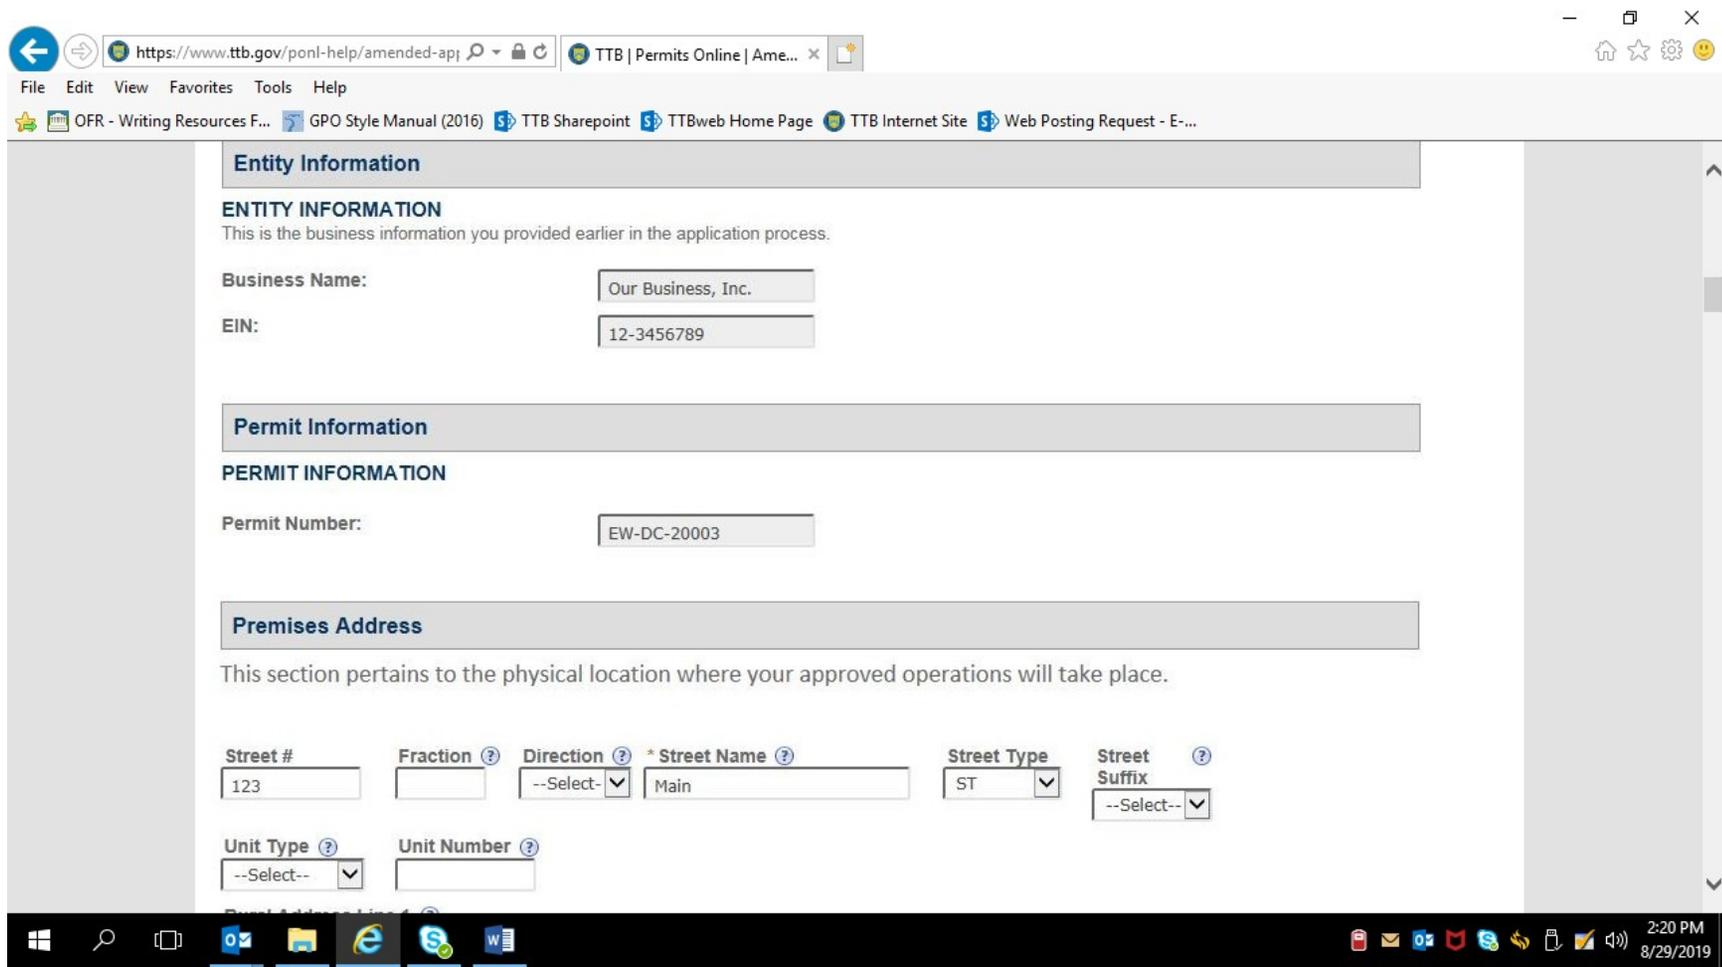 https://www.ttb.gov/ponl-help/amended-app
TTB | Permits Online | Ame...
File Edit View Favorites Tools Help
OFR - Writing Resources F... GPO Style Manual (2016) TTB Sharepoint TTBweb Home Page TTB Internet Site Web Posting Request - E-...
Entity Information
ENTITY INFORMATION
This is the business information you provided earlier in the application process.
Business Name: Our Business, Inc.
EIN: 12-3456789
Permit Information
PERMIT INFORMATION
Permit Number: EW-DC-20003
Premises Address
This section pertains to the physical location where your approved operations will take place.
Street # Fraction ? Direction ? * Street Name ? Street Type Street Suffix ?
123 --Select- Main ST --Select--
Unit Type ? Unit Number ?
--Select--
2:20 PM
8/29/2019